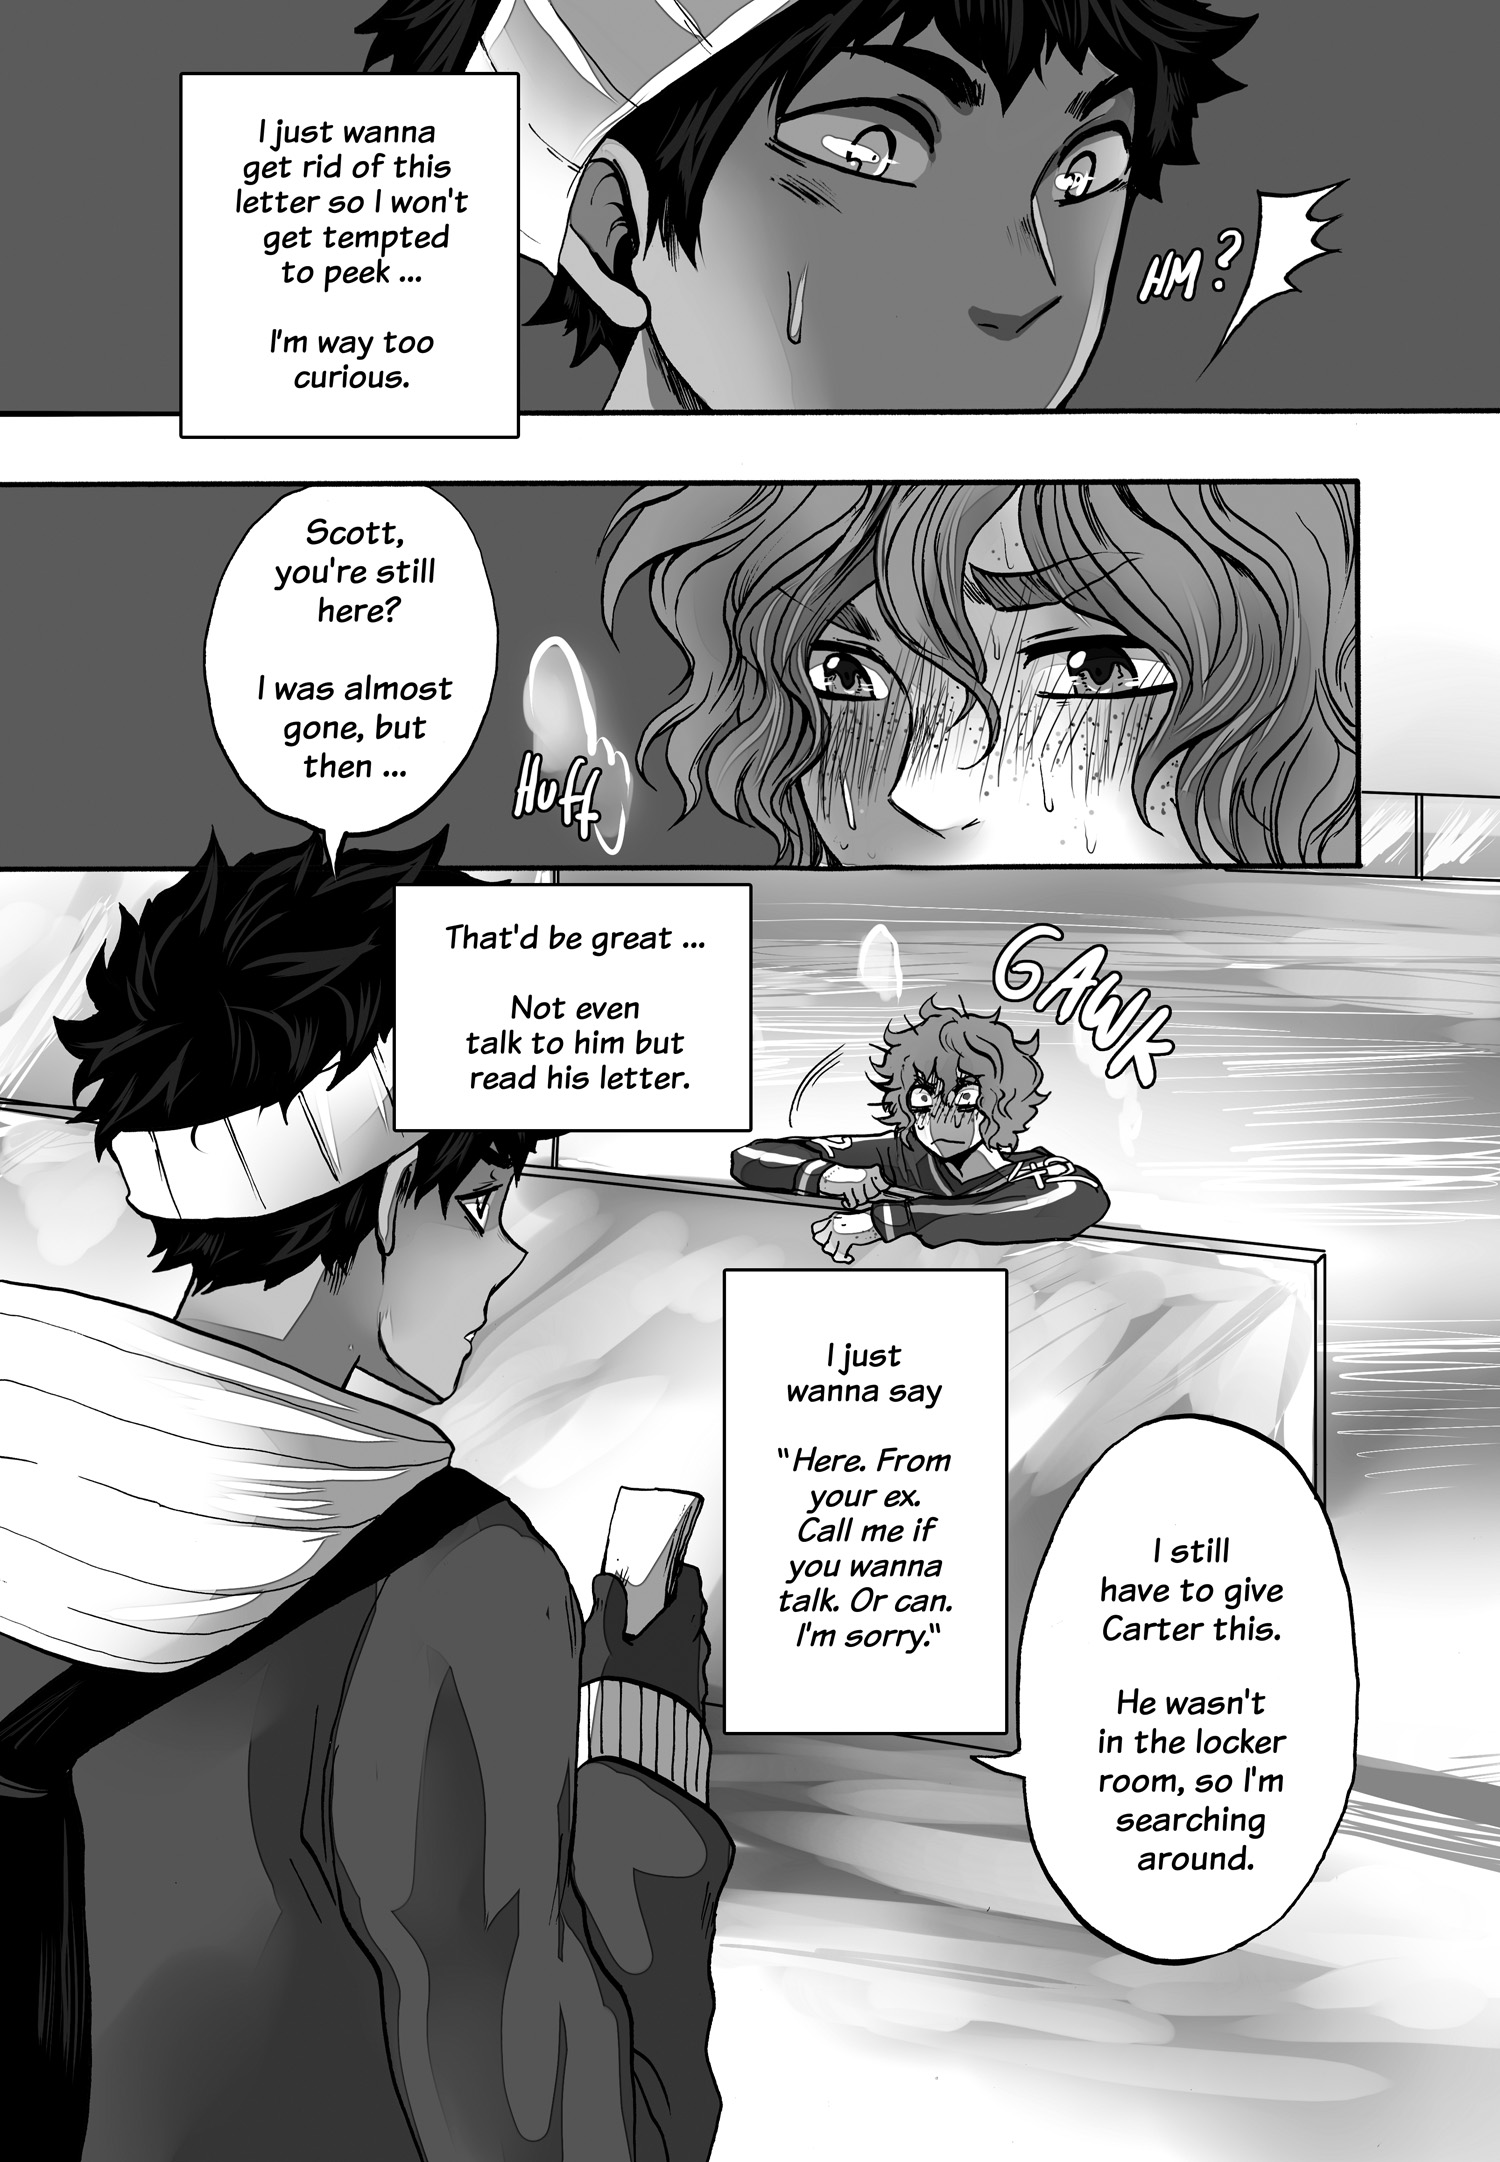 I just wanna
get rid of this
letter so I won't
get tempted
to peek ...
I'm way too
curious.
HM?
Scott,
you're still
here?
I was almost
gone, but
then ...
HUFF
That'd be great ...
Not even
talk to him but
read his letter.
GAWK
I just
wanna say
"Here. From
your ex.
Call me if
you wanna
talk. Or can.
I'm sorry."
I still
have to give
Carter this.
He wasn't
in the locker
room, so I'm
searching
around.